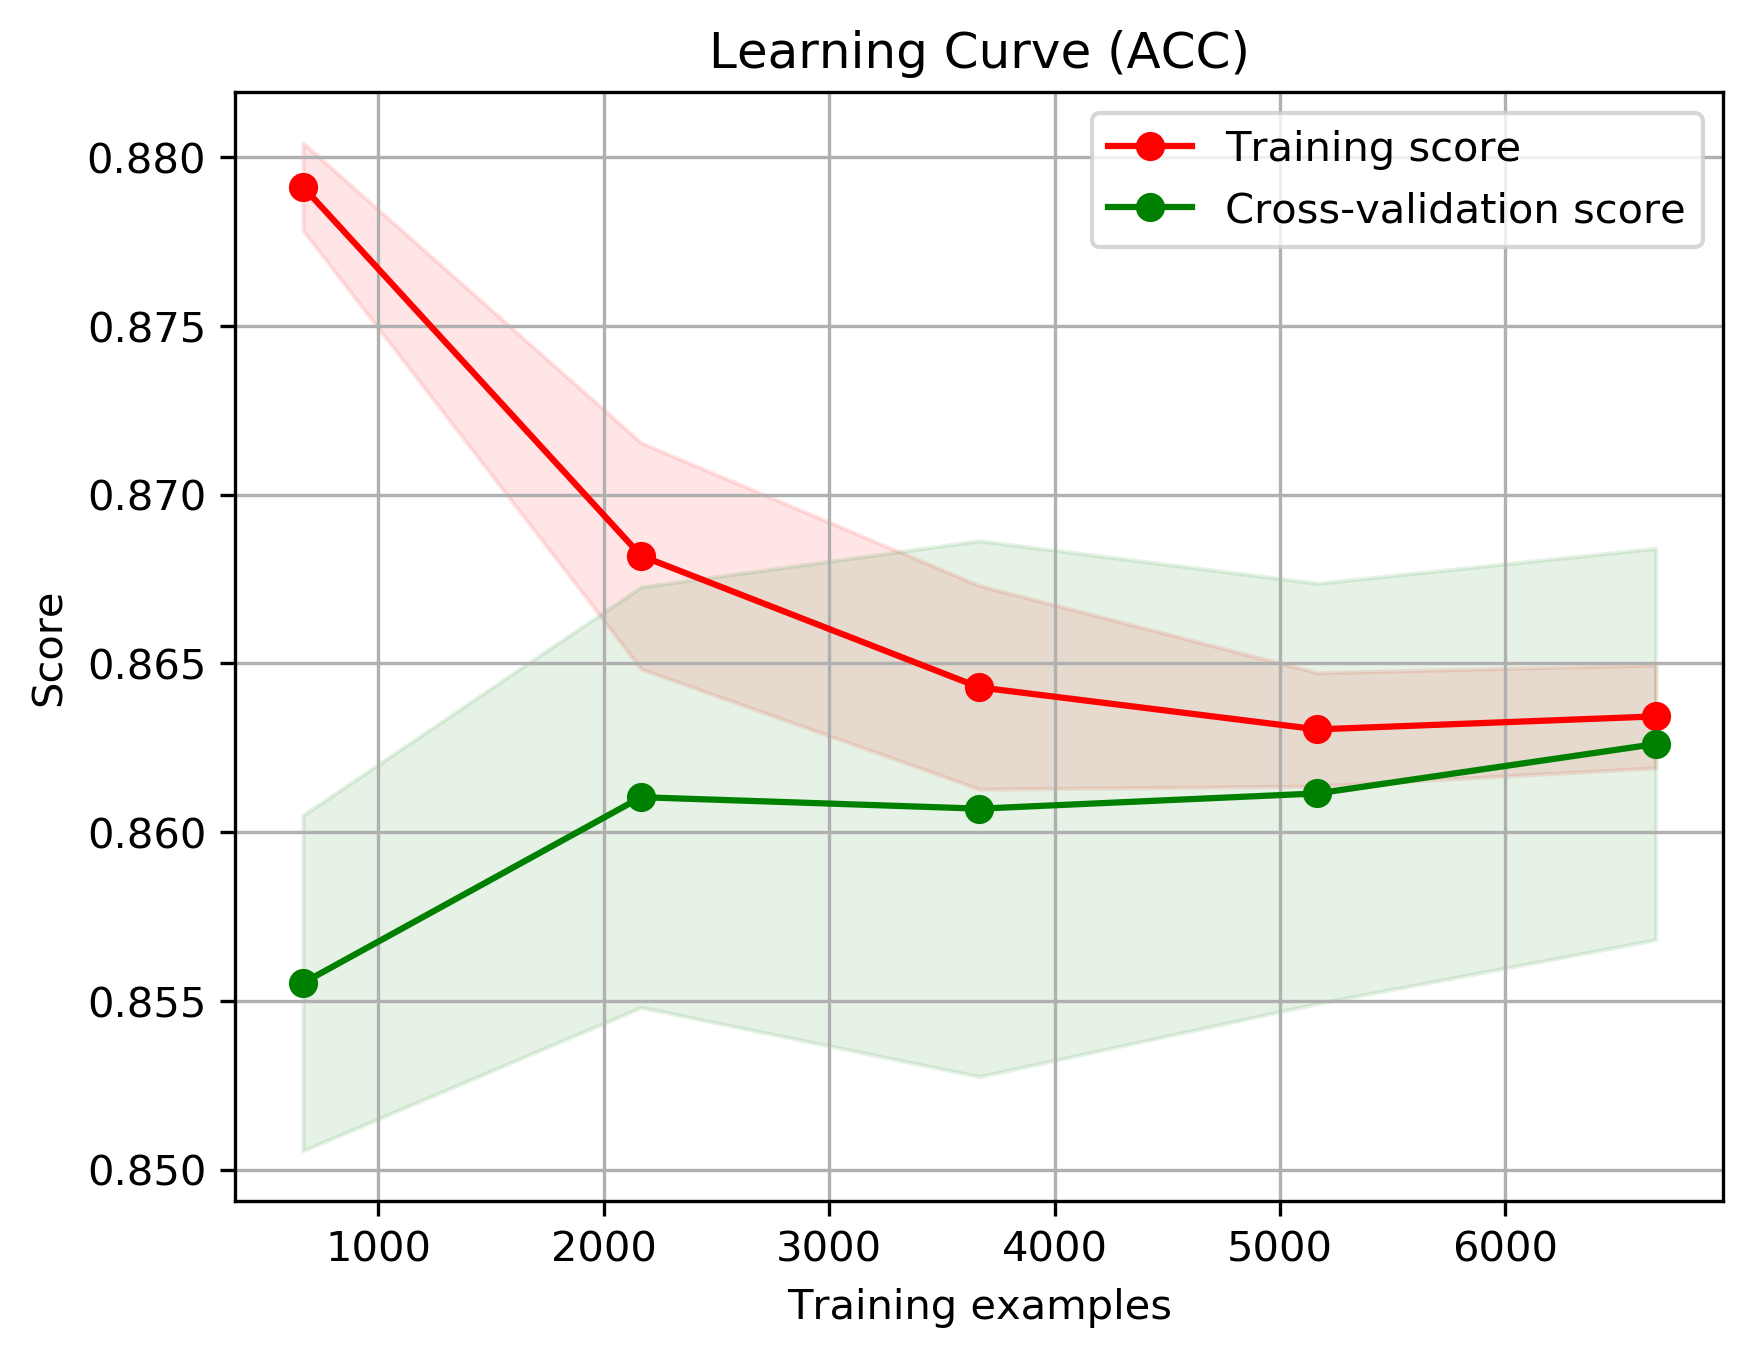 Learning Curve (ACC)
Training score
Cross-validation score
0.880
0.875
0.870
0.865
0.860
0.855
0.850
Score
1000 2000 3000 4000 5000 6000
Training examples